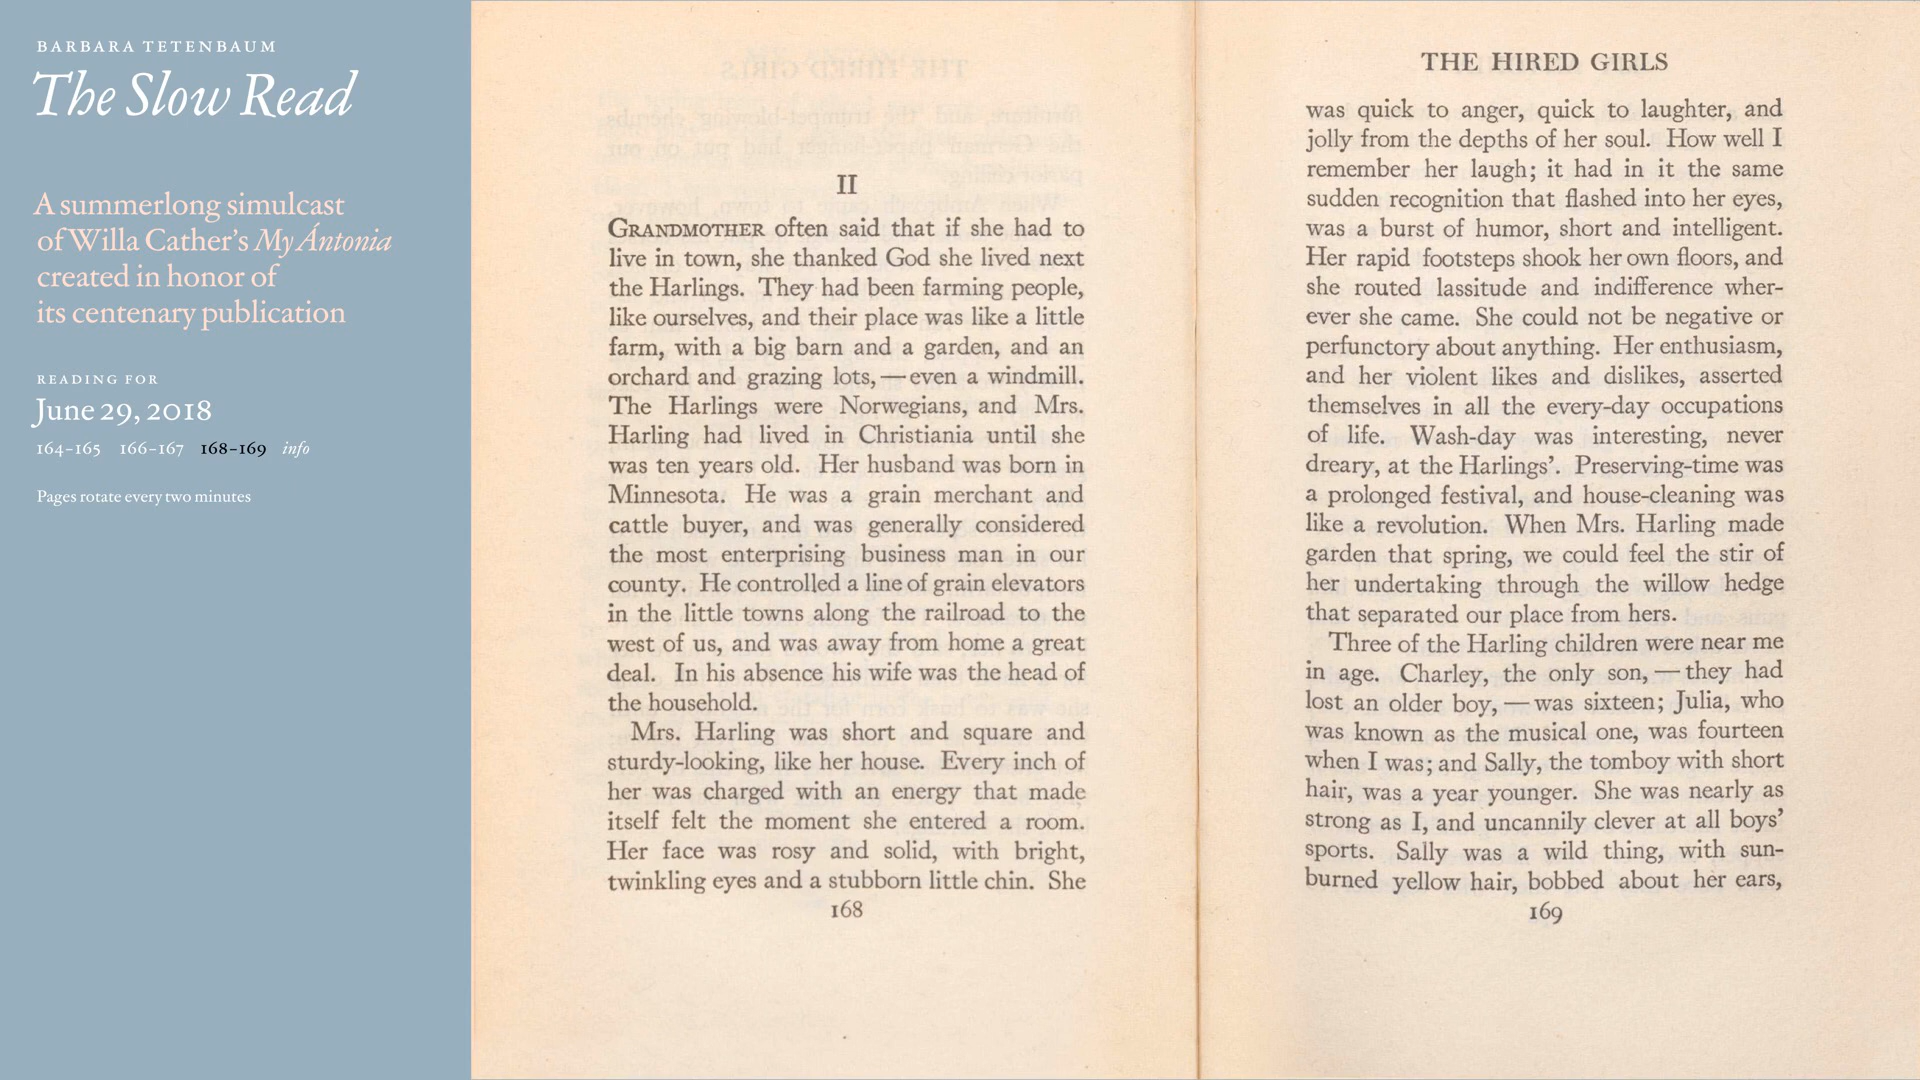 BARBARA TETENBAUM
The Slow Read
A summerlong simulcast
of Willa Cather’s My Ántonia
created in honor of
its centenary publication
READING FOR
June 29, 2018
164–165 166–167 168–169 info
Pages rotate every two minutes
II
GRANDMOTHER often said that if she had to
live in town, she thanked God she lived next
the Harlings. They had been farming people,
like ourselves, and their place was like a little
farm, with a big barn and a garden, and an
orchard and grazing lots, — even a windmill.
The Harlings were Norwegians, and Mrs.
Harling had lived in Christiania until she
was ten years old. Her husband was born in
Minnesota. He was a grain merchant and
cattle buyer, and was generally considered
the most enterprising business man in our
county. He controlled a line of grain elevators
in the little towns along the railroad to the
west of us, and was away from home a great
deal. In his absence his wife was the head of
the household.
Mrs. Harling was short and square and
sturdy-looking, like her house. Every inch of
her was charged with an energy that made
itself felt the moment she entered a room.
Her face was rosy and solid, with bright,
twinkling eyes and a stubborn little chin. She
168
THE HIRED GIRLS
was quick to anger, quick to laughter, and
jolly from the depths of her soul. How well I
remember her laugh; it had in it the same
sudden recognition that flashed into her eyes,
was a burst of humor, short and intelligent.
Her rapid footsteps shook her own floors, and
she routed lassitude and indifference wher-
ever she came. She could not be negative or
perfunctory about anything. Her enthusiasm,
and her violent likes and dislikes, asserted
themselves in all the every-day occupations
of life. Wash-day was interesting, never
dreary, at the Harlings’. Preserving-time was
a prolonged festival, and house-cleaning was
like a revolution. When Mrs. Harling made
garden that spring, we could feel the stir of
her undertaking through the willow hedge
that separated our place from hers.
Three of the Harling children were near me
in age. Charley, the only son, — they had
lost an older boy, — was sixteen; Julia, who
was known as the musical one, was fourteen
when I was; and Sally, the tomboy with short
hair, was a year younger. She was nearly as
strong as I, and uncannily clever at all boys’
sports. Sally was a wild thing, with sun-
burned yellow hair, bobbed about her ears,
169